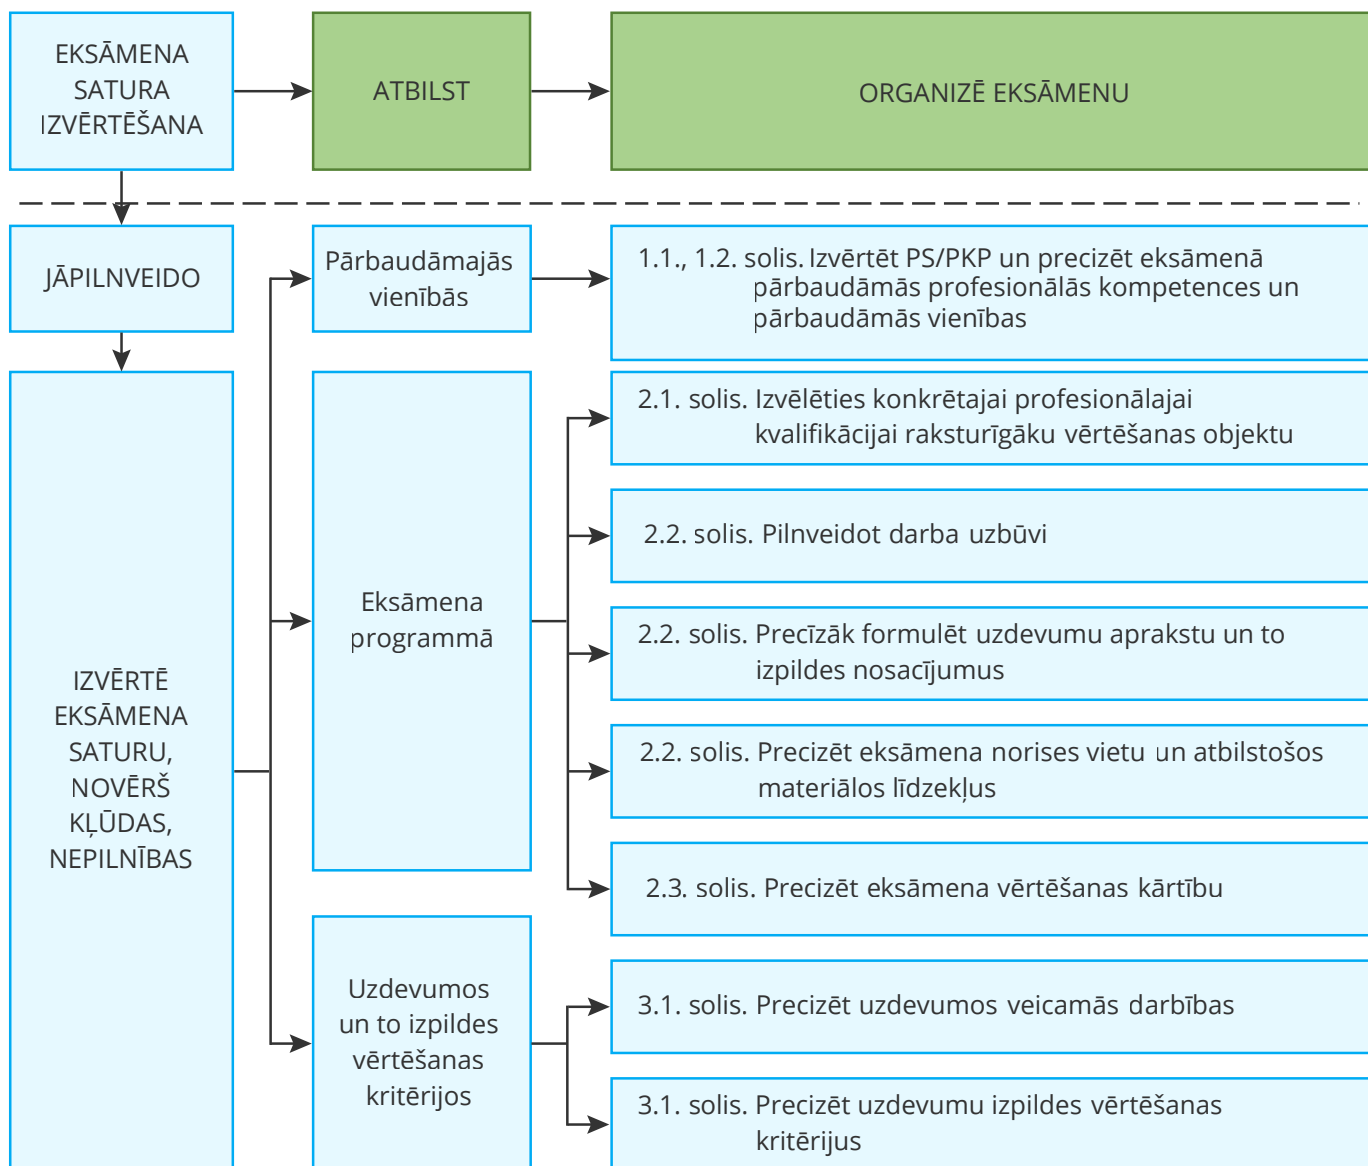 EKSĀMENA
SATURA
IZVĒRTĒŠANA
ATBILST
ORGANIZĒ EKSĀMENU
JĀPILNVEIDO
Pārbaudāmajās
vienībās
1.1., 1.2. solis. Izvērtēt PS/PKP un precizēt eksāmenā
pārbaudāmās profesionālās kompetences un
pārbaudāmās vienības
IZVĒRTĒ
EKSĀMENA
SATURU,
NOVĒRŠ
KĻŪDAS,
NEPILNĪBAS
Eksāmena
programmā
2.1. solis. Izvēlēties konkrētajai profesionālajai
kvalifikācijai raksturīgāku vērtēšanas objektu
2.2. solis. Pilnveidot darba uzbūvi
2.2. solis. Precīzāk formulēt uzdevumu aprakstu un to
izpildes nosacījumus
2.2. solis. Precizēt eksāmena norises vietu un atbilstošos
materiālos līdzekļus
2.3. solis. Precizēt eksāmena vērtēšanas kārtību
Uzdevumos
un to izpildes
vērtēšanas
kritērijos
3.1. solis. Precizēt uzdevumos veicamās darbības
3.1. solis. Precizēt uzdevumu izpildes vērtēšanas
kritērijus